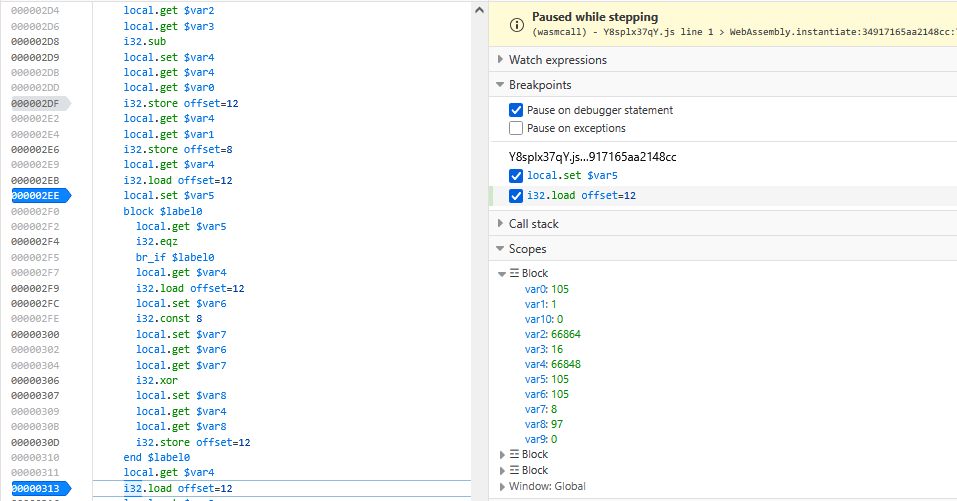 000002D4 local.get $var2
000002D6 local.get $var3
000002D8 i32.sub
000002D9 local.set $var4
000002DB local.get $var4
000002DD local.get $var0
000002DF i32.store offset=12
000002E2 local.get $var4
000002E4 local.get $var1
000002E6 i32.store offset=8
000002E9 local.get $var4
000002EB i32.load offset=12
000002EE local.set $var5
000002F0 block $label0
000002F2 local.get $var5
000002F4 i32.eqz
000002F5 br_if $label0
000002F7 local.get $var4
000002F9 i32.load offset=12
000002FC local.set $var6
000002FE i32.const 8
00000300 local.set $var7
00000302 local.get $var6
00000304 local.get $var7
00000306 i32.xor
00000307 local.set $var8
00000309 local.get $var4
0000030B local.get $var8
0000030D i32.store offset=12
00000310 end $label0
00000311 local.get $var4
00000313 i32.load offset=12
Paused while stepping
(wasmcall) - Y8splx37qY.js line 1 > WebAssembly.instantiate:34917165aa2148cc:
Watch expressions
Breakpoints
Pause on debugger statement
Pause on exceptions
Y8splx37qY.js...917165aa2148cc
local.set $var5
i32.load offset=12
Call stack
Scopes
Block
var0: 105
var1: 1
var10: 0
var2: 66864
var3: 16
var4: 66848
var5: 105
var6: 105
var7: 8
var8: 97
var9: 0
Block
Block
Window: Global